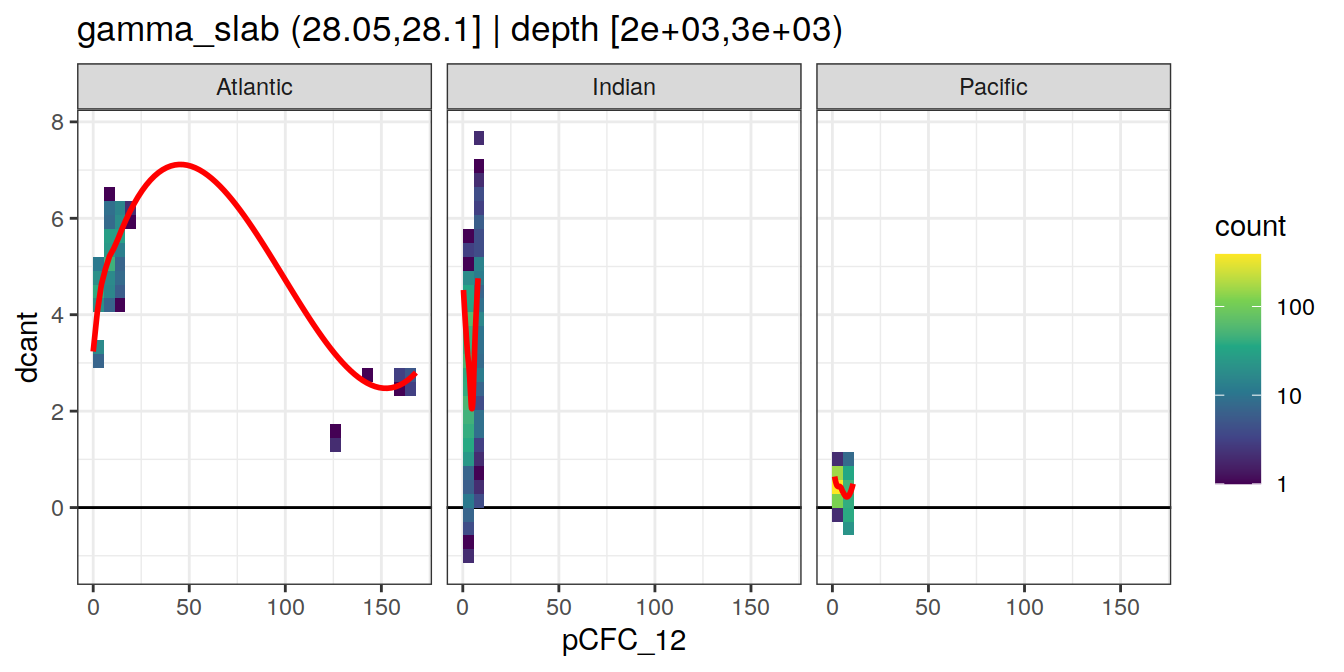 gamma_slab (28.05,28.1] | depth [2e+03,3e+03)
Atlantic
Indian
Pacific
8
6
4
2
0
dcant
0 50 100 150
0 50 100 150
0 50 100 150
pCFC_12
count
100
10
1